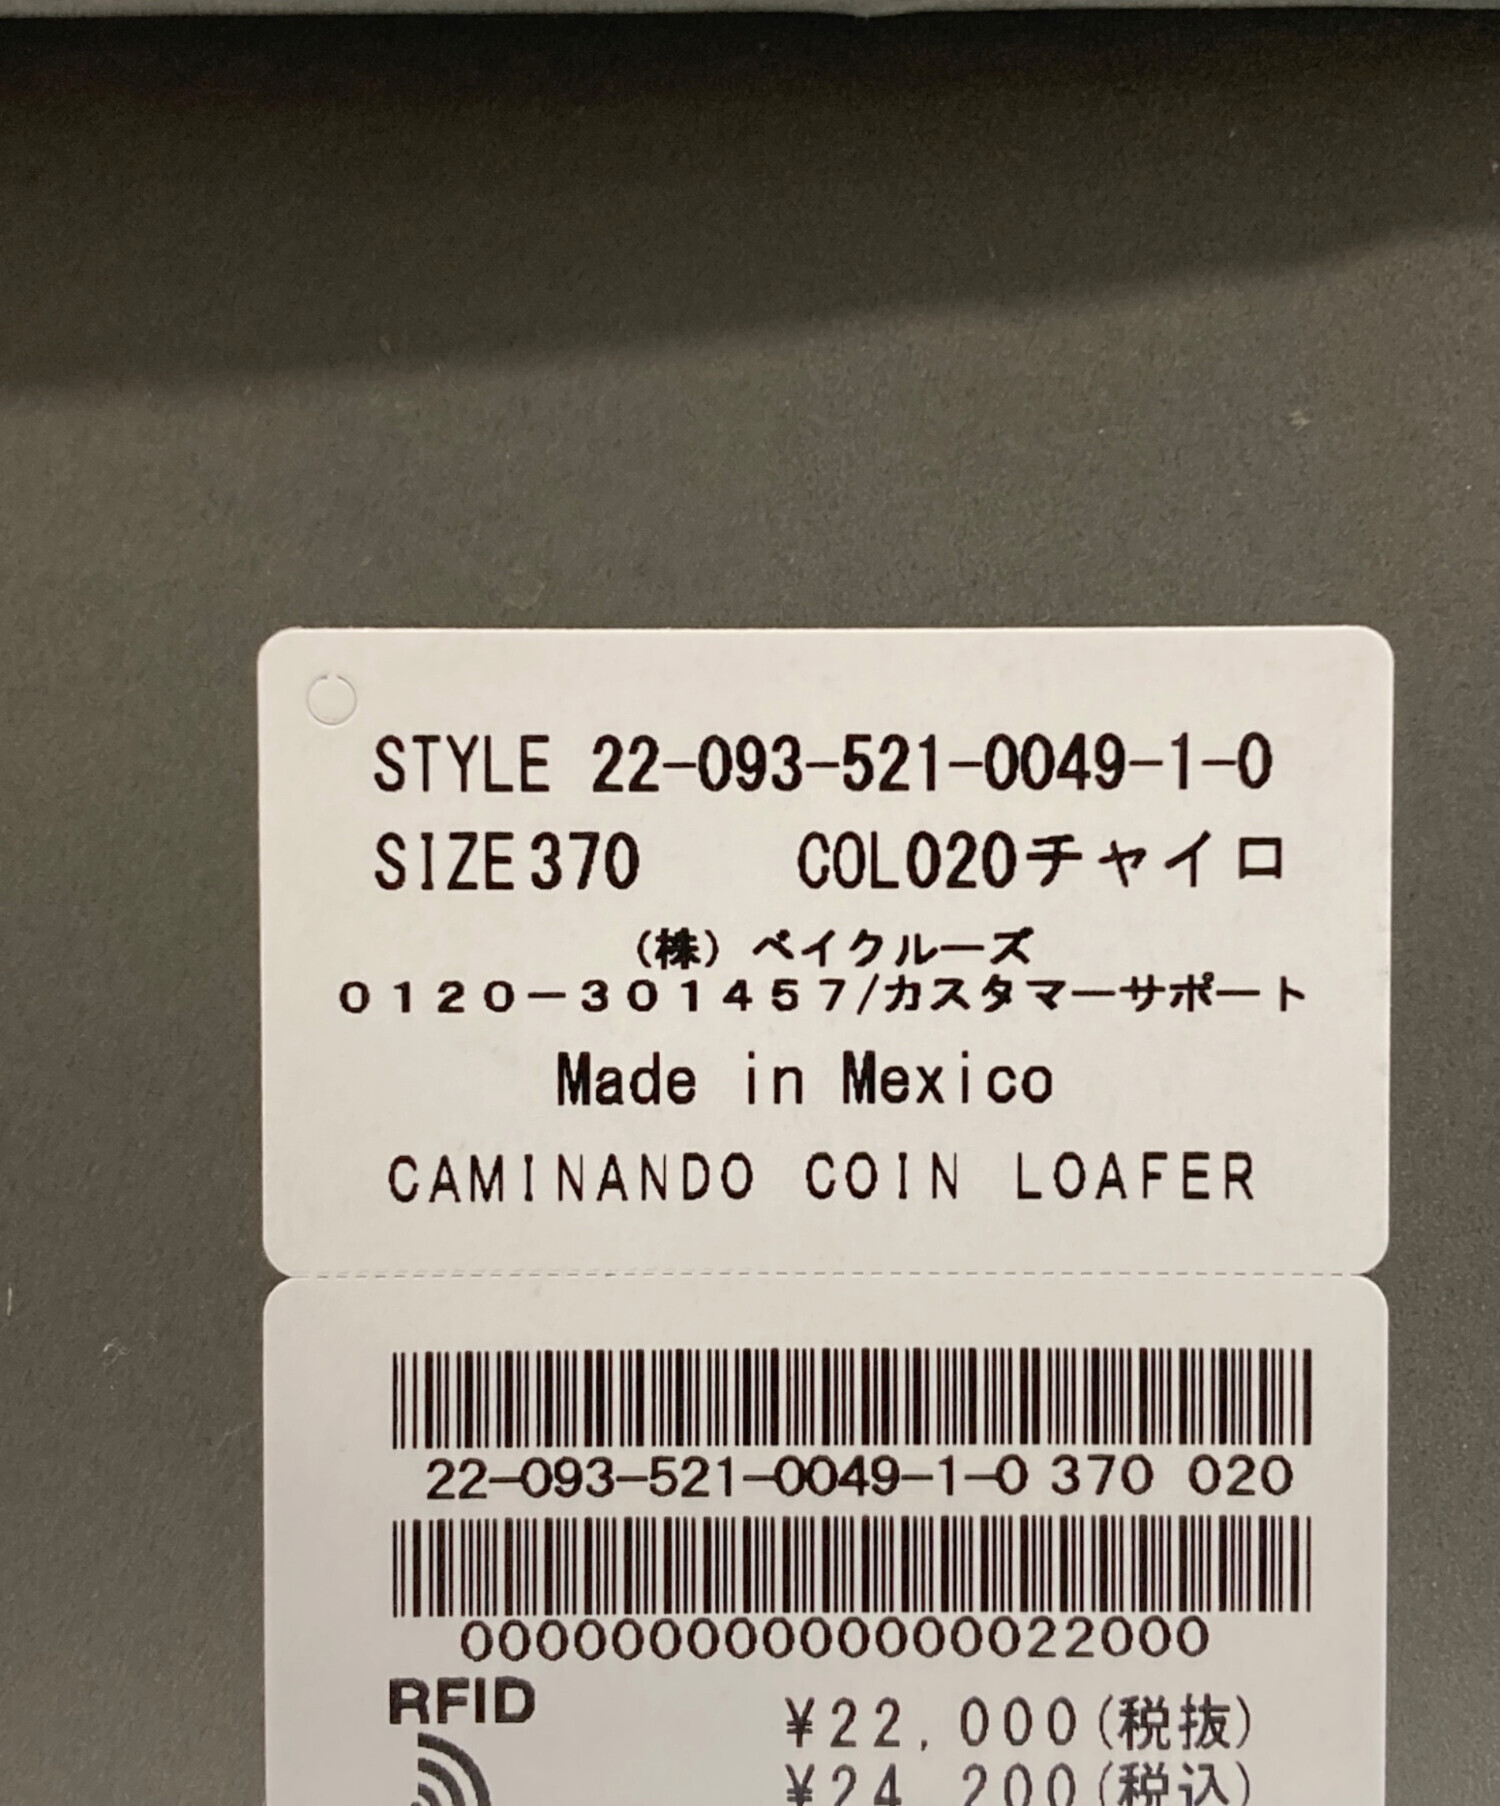 STYLE 22-093-521-0049-1-0
SIZE370 COL020チャイロ
(株) ベイクルーズ
0120-301457/カスタマーサポート
Made in Mexico
CAMINANDO COIN LOAFER
22-093-521-0049-1-0 370 020
00000000000000022000
RFID
¥22,000(税抜)
¥24,200(税込)